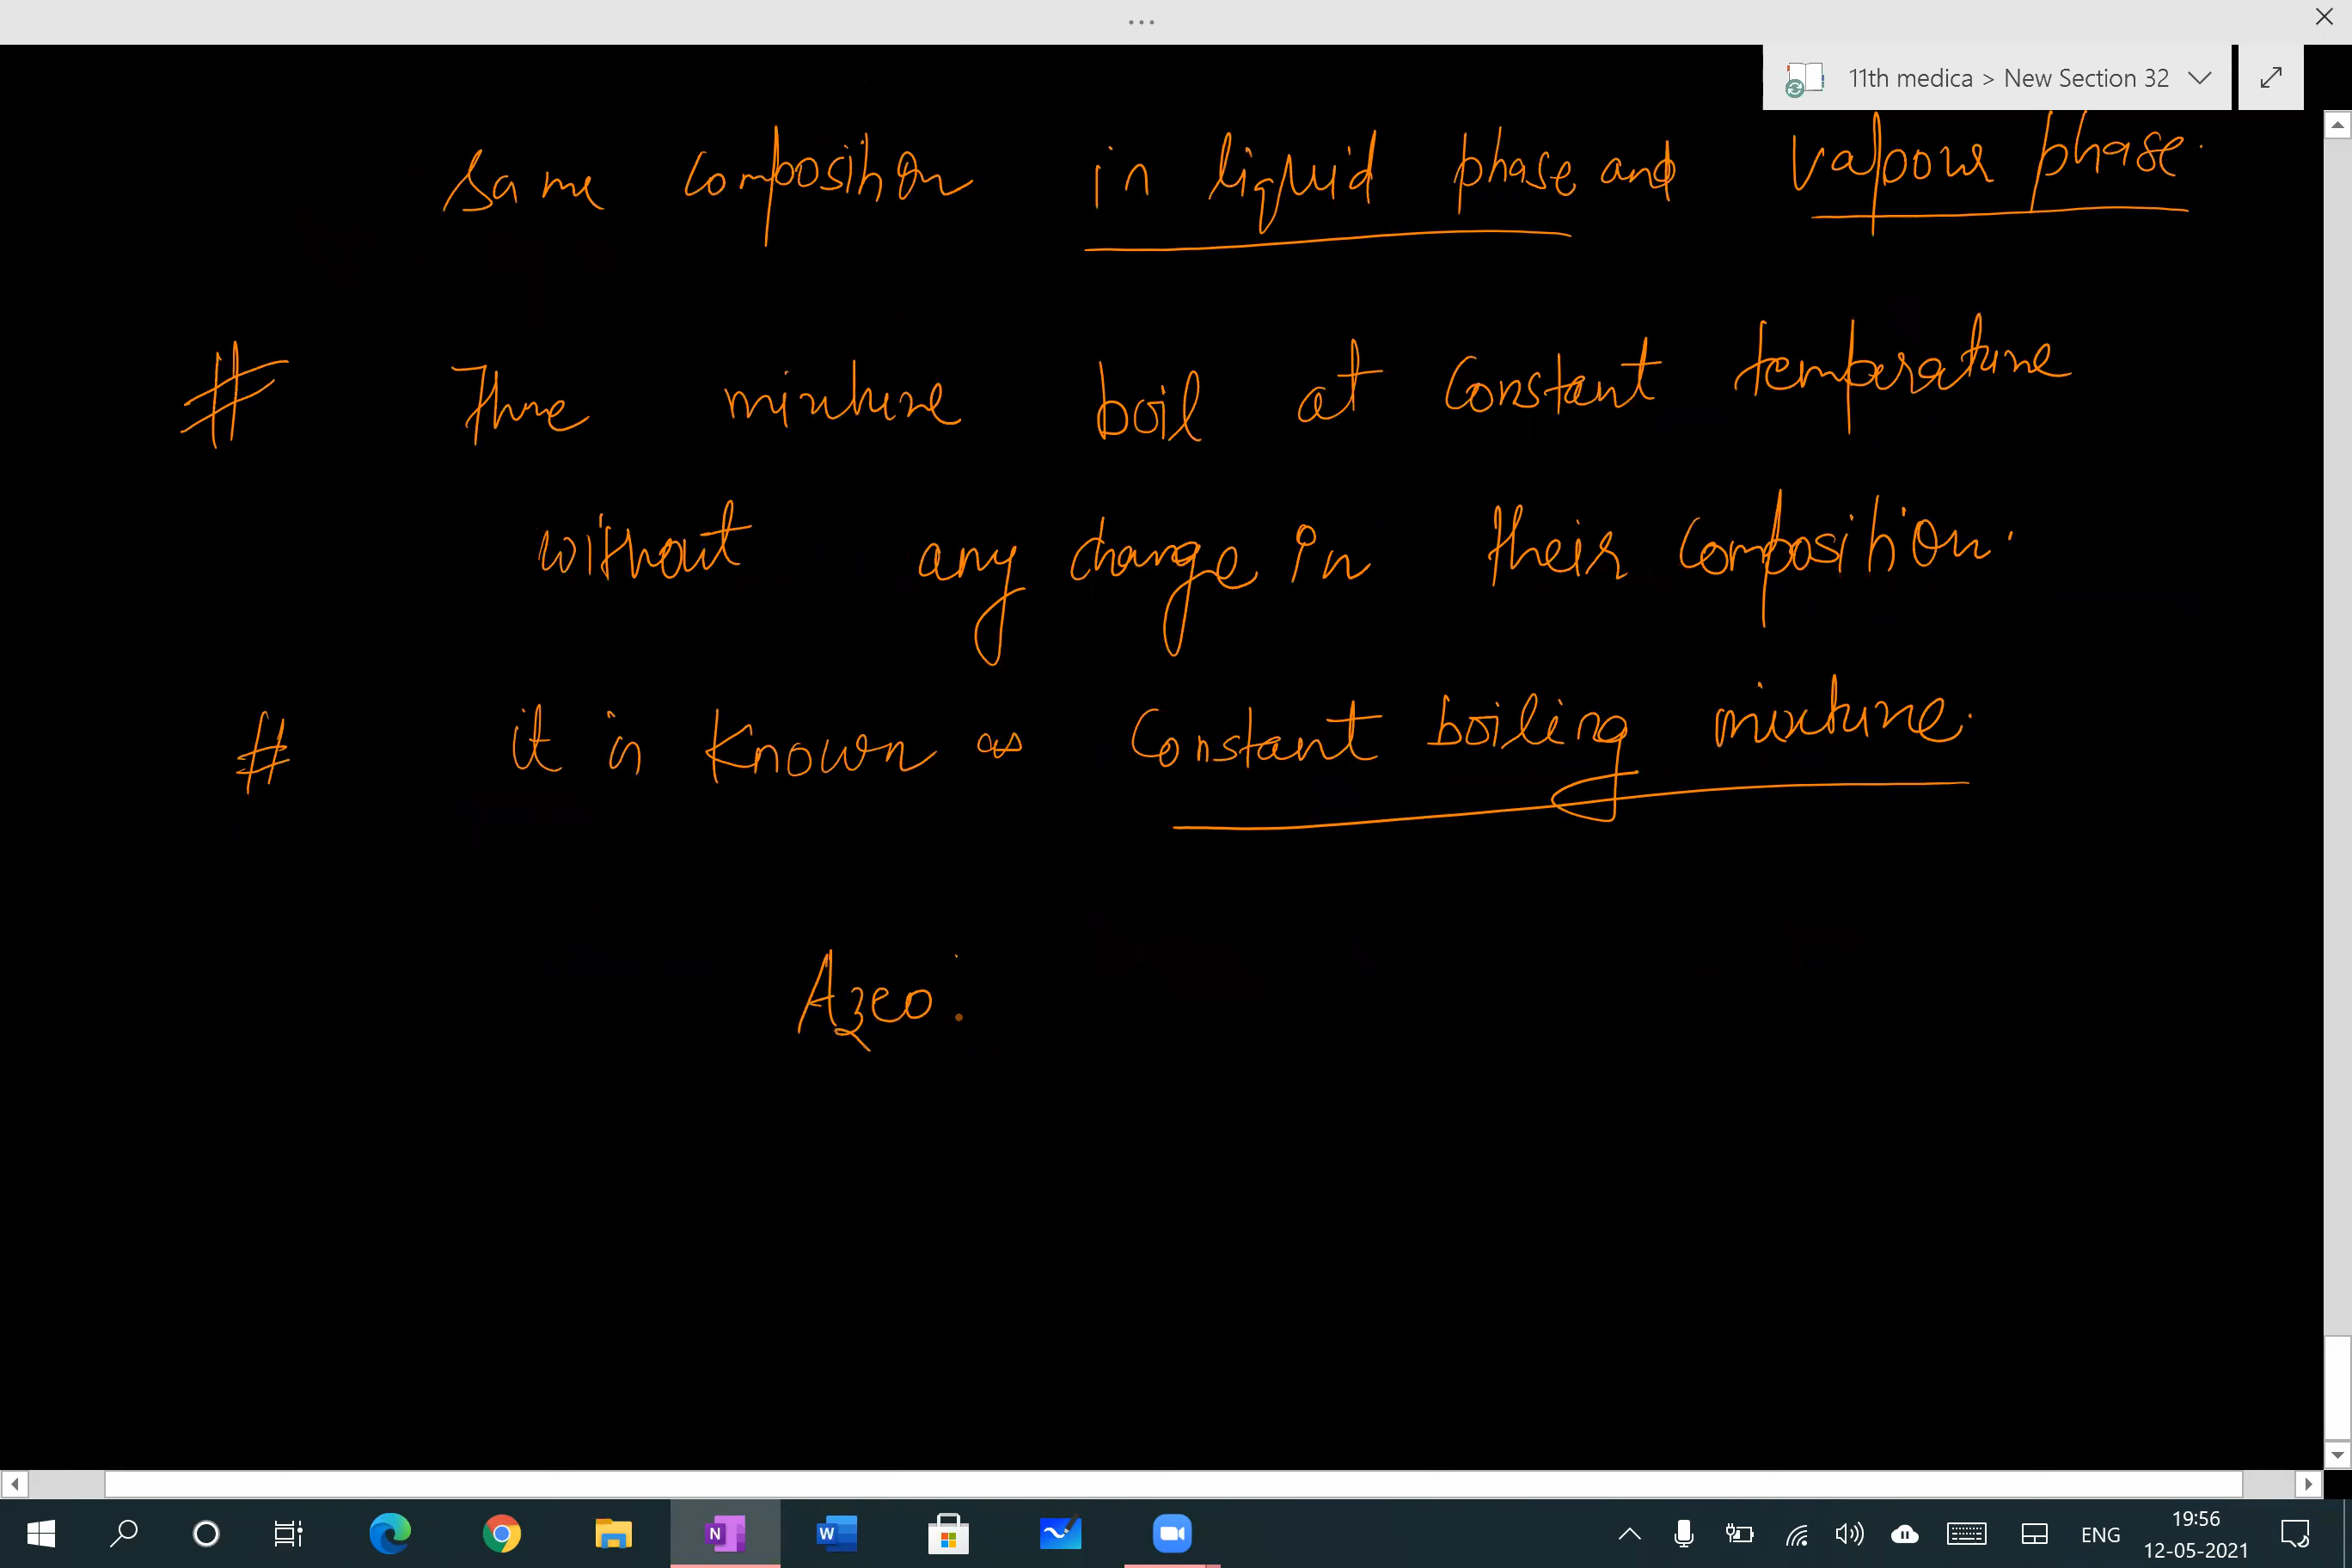 11th medica > New Section 32
Same composition in liquid phase and vapour phase.
# These mixture boil at constant temperature
without any change in their composition.
# it is known as Constant boiling mixture.
Azeo
ENG
19:56
12-05-2021